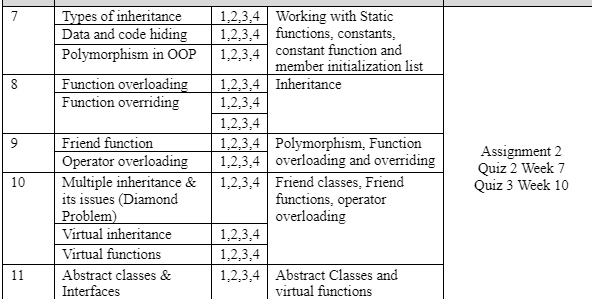 7 Types of inheritance 1,2,3,4 Working with Static
Data and code hiding 1,2,3,4 functions, constants,
Polymorphism in OOP 1,2,3,4 constant function and
member initialization list
8 Function overloading 1,2,3,4 Inheritance
Function overriding 1,2,3,4
1,2,3,4
9 Friend function 1,2,3,4 Polymorphism, Function
Operator overloading 1,2,3,4 overloading and overriding
Assignment 2
Quiz 2 Week 7
Quiz 3 Week 10
10 Multiple inheritance & 1,2,3,4 Friend classes, Friend
its issues (Diamond functions, operator
Problem) overloading
Virtual inheritance 1,2,3,4
Virtual functions 1,2,3,4
11 Abstract classes & 1,2,3,4 Abstract Classes and
Interfaces virtual functions